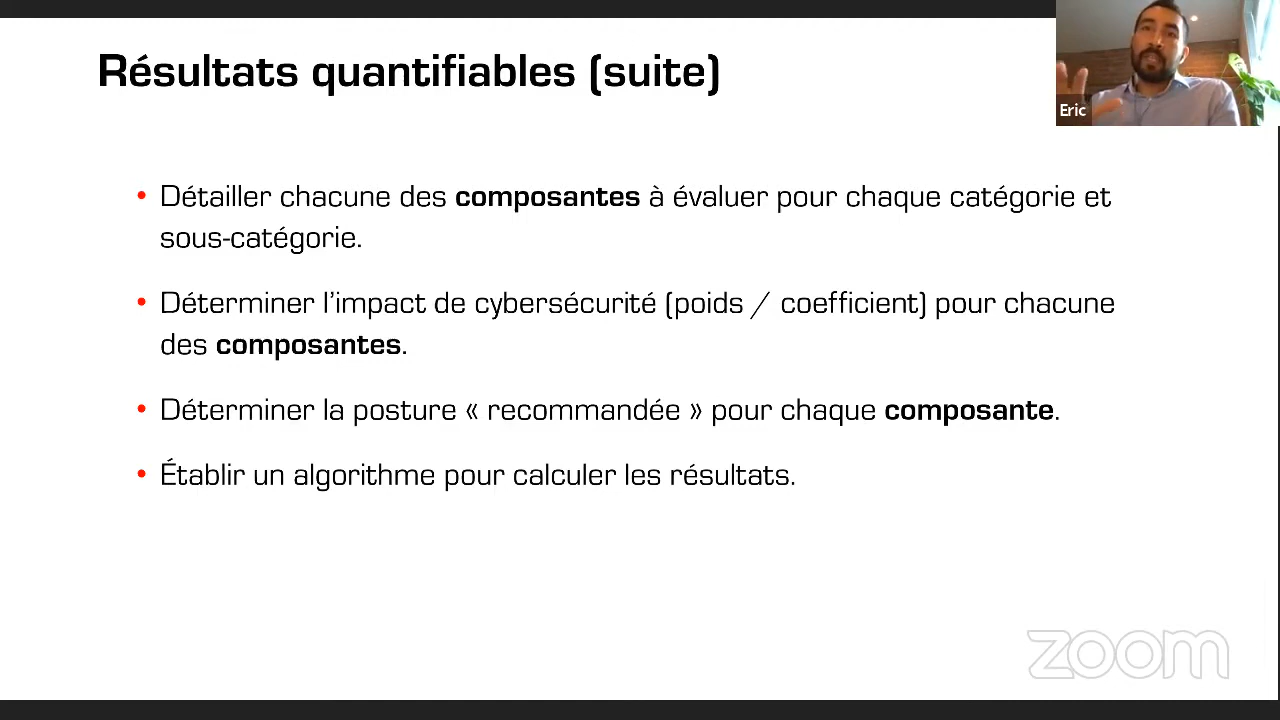 Résultats quantifiables (suite)
Eric
• Détailler chacune des composantes à évaluer pour chaque catégorie et
sous-catégorie.
• Déterminer l’impact de cybersécurité (poids / coefficient) pour chacune
des composantes.
• Déterminer la posture « recommandée » pour chaque composante.
• Établir un algorithme pour calculer les résultats.
zoom